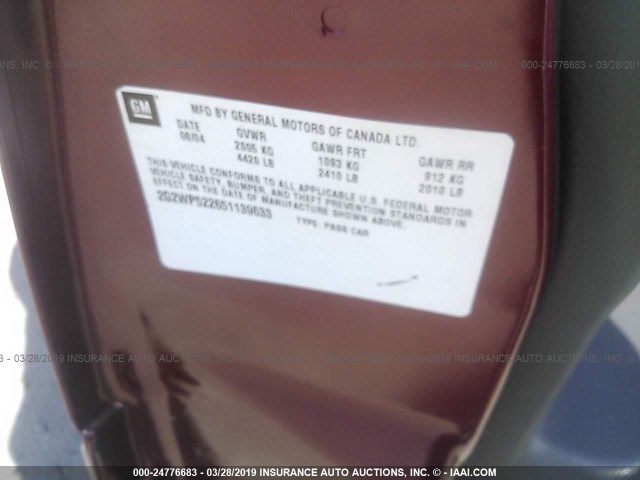 GM
MFD BY GENERAL MOTORS OF CANADA LTD.
DATE GVWR GAWR FRT GAWR RR
08/04 2005 KG 1093 KG 912 KG
4420 LB 2410 LB 2010 LB
THIS VEHICLE CONFORMS TO ALL APPLICABLE U.S. FEDERAL MOTOR
VEHICLE SAFETY, BUMPER, AND THEFT PREVENTION STANDARDS IN
EFFECT ON THE DATE OF MANUFACTURE SHOWN ABOVE.
2G2WP522651139633 TYPE: PASS CAR
000-24776683 - 03/28/2019 - INSURANCE AUTO AUCTIONS, INC. - © - IAAI.COM